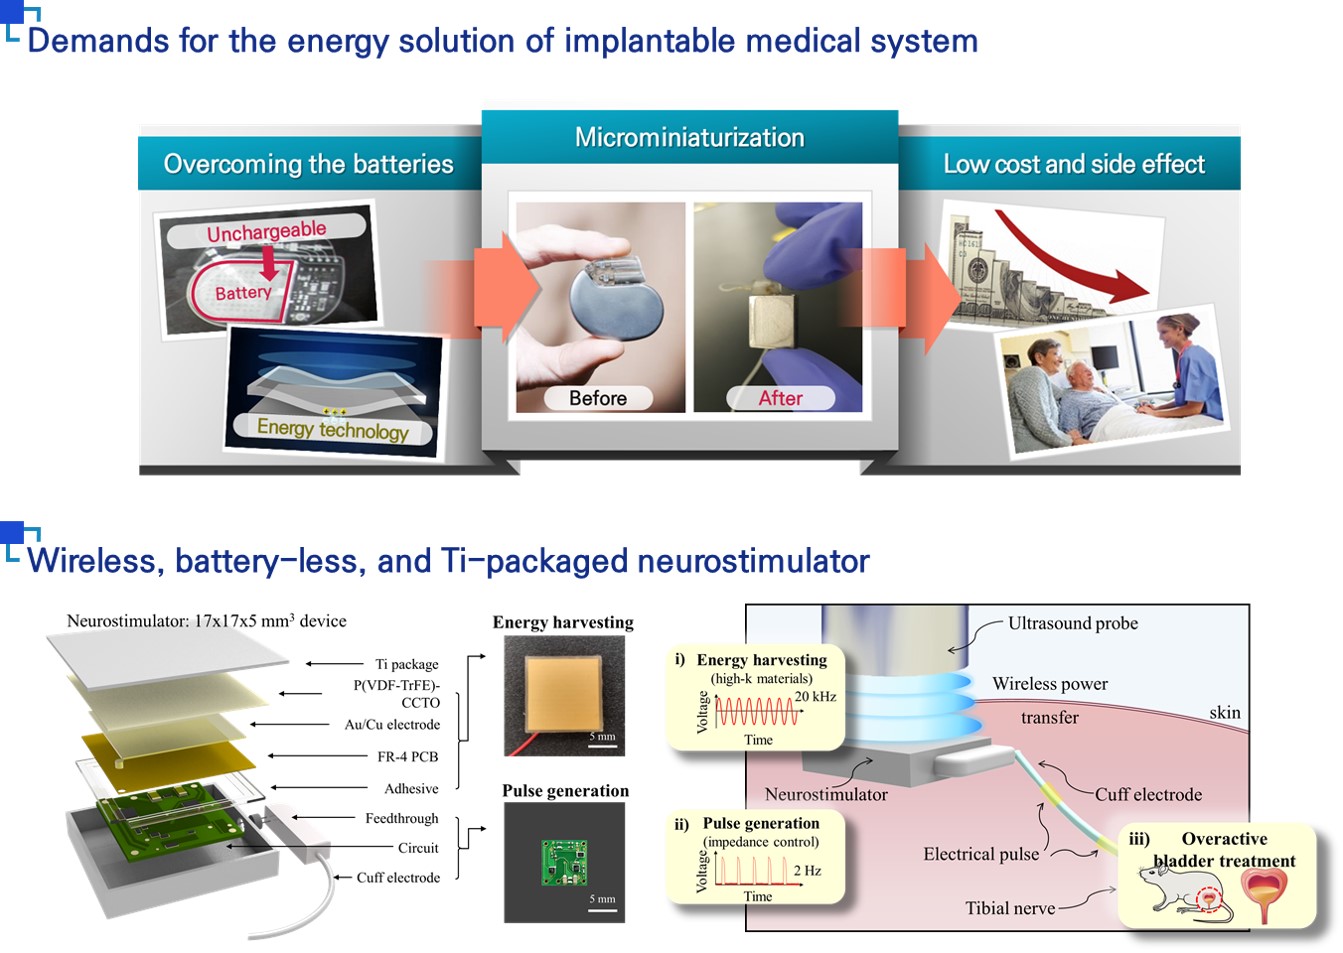 Demands for the energy solution of implantable medical system
Overcoming the batteries
Microminiaturization
Low cost and side effect
Unchargeable
Battery
Energy technology
Before
After
Wireless, battery-less, and Ti-packaged neurostimulator
Neurostimulator: 17x17x5 mm³ device
Ti package
P(VDF-TrFE)-
CCTO
Au/Cu electrode
FR-4 PCB
Adhesive
Feedthrough
Circuit
Cuff electrode
Energy harvesting
5 mm
Pulse generation
5 mm
i) Energy harvesting
(high-k materials)
Voltage
20 kHz
Time
ii) Pulse generation
(impedance control)
Voltage
2 Hz
Time
Ultrasound probe
Wireless power
transfer
skin
Neurostimulator
Cuff electrode
Electrical pulse
Tibial nerve
iii) Overactive
bladder treatment